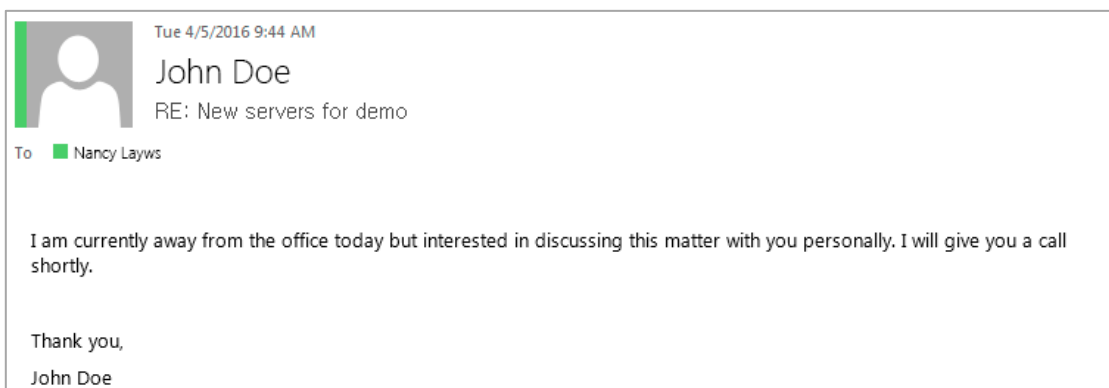 Tue 4/5/2016 9:44 AM
John Doe
RE: New servers for demo
To Nancy Layws
I am currently away from the office today but interested in discussing this matter with you personally. I will give you a call
shortly.
Thank you,
John Doe